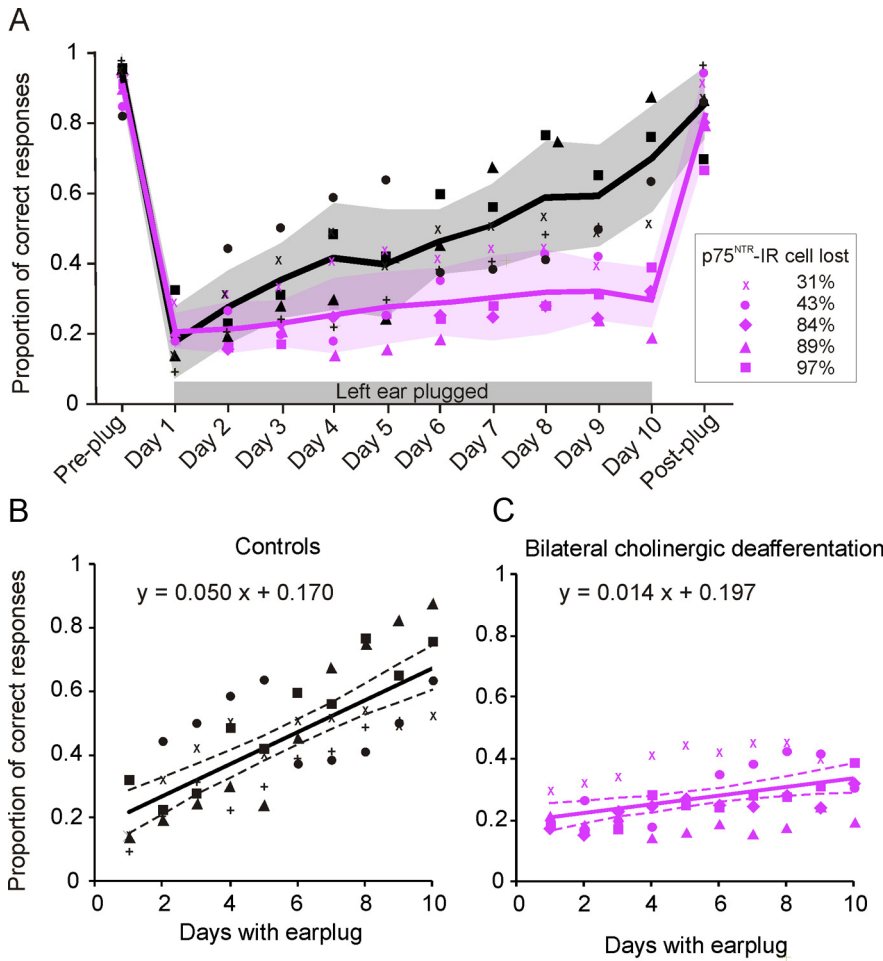 A
Proportion of correct responses
1
0.8
0.6
0.4
0.2
0
Left ear plugged
Pre-plug
Day 1
Day 2
Day 3
Day 4
Day 5
Day 6
Day 7
Day 8
Day 9
Day 10
Post-plug
p75NTR-IR cell lost
x 31%
43%
84%
89%
97%
B
Controls
y = 0.050 x + 0.170
Proportion of correct responses
1
0.8
0.6
0.4
0.2
0
0 2 4 6 8 10
Days with earplug
C
Bilateral cholinergic deafferentation
y = 0.014 x + 0.197
1
0.8
0.6
0.4
0.2
0
0 2 4 6 8 10
Days with earplug